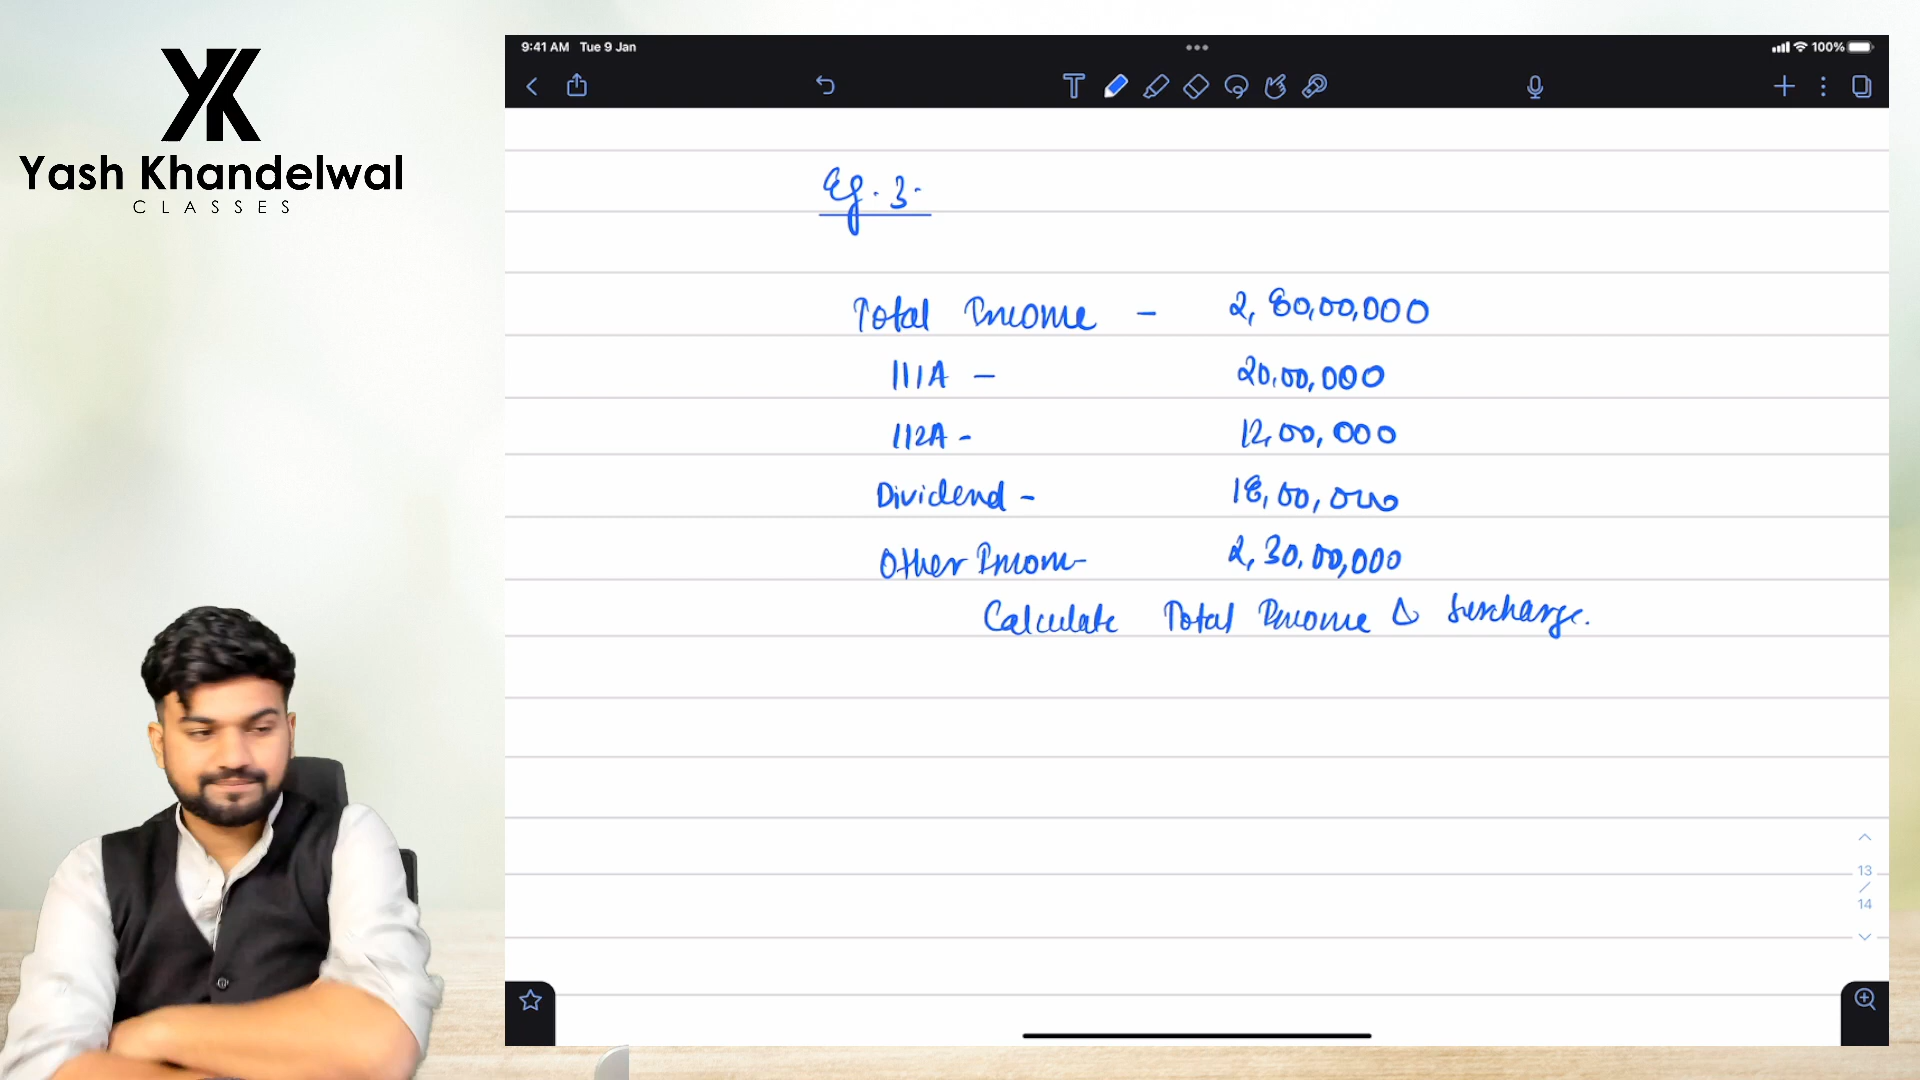 Yash Khandelwal
CLASSES
9:41 AM Tue 9 Jan
100%
Eg. 3.
Total Income - 2,80,00,000
111A - 20,00,000
112A - 12,00,000
Dividend - 18,00,000
Other Income - 2,30,00,000
Calculate Total Income & Surcharge.
13
/
14